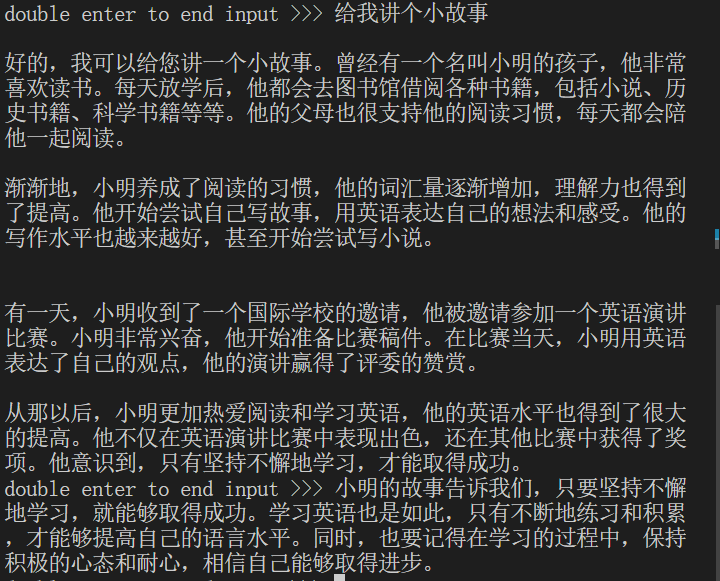 double enter to end input >>> 给我讲个小故事
好的，我可以给您讲一个小故事。曾经有一个名叫小明的孩子，他非常
喜欢读书。每天放学后，他都会去图书馆借阅各种书籍，包括小说、历
史书籍、科学书籍等等。他的父母也很支持他的阅读习惯，每天都会陪
他一起阅读。
渐渐地，小明养成了阅读的习惯，他的词汇量逐渐增加，理解力也得到
了提高。他开始尝试自己写故事，用英语表达自己的想法和感受。他的
写作水平也越来越好，甚至开始尝试写小说。
有一天，小明收到了一个国际学校的邀请，他被邀请参加一个英语演讲
比赛。小明非常兴奋，他开始准备比赛稿件。在比赛当天，小明用英语
表达了自己的观点，他的演讲赢得了评委的赞赏。
从那以后，小明更加热爱阅读和学习英语，他的英语水平也得到了很大
的提高。他不仅在英语演讲比赛中表现出色，还在其他比赛中获得了奖
项。他意识到，只有坚持不懈地学习，才能取得成功。
double enter to end input >>> 小明的故事告诉我们，只要坚持不懈
地学习，就能够取得成功。学习英语也是如此，只有不断地练习和积累
，才能够提高自己的语言水平。同时，也要记得在学习的过程中，保持
积极的心态和耐心，相信自己能够取得进步。